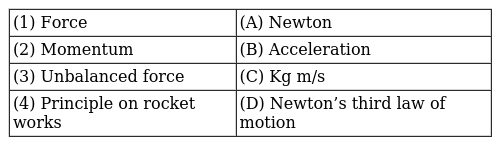 (1) Force (A) Newton
(2) Momentum (B) Acceleration
(3) Unbalanced force (C) Kg m/s
(4) Principle on rocket works (D) Newton’s third law of motion